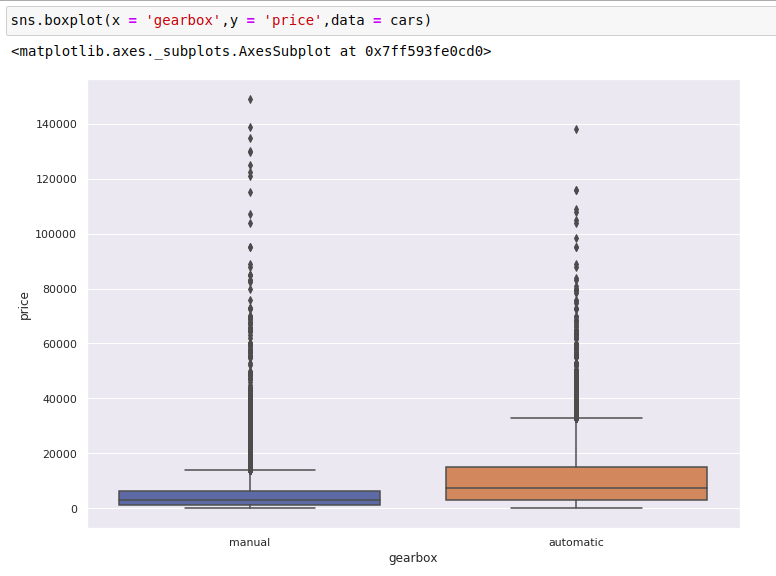 sns.boxplot(x = 'gearbox',y = 'price',data = cars)
<matplotlib.axes._subplots.AxesSubplot at 0x7ff593fe0cd0>
140000
120000
100000
80000
60000
40000
20000
0
price
manual
automatic
gearbox